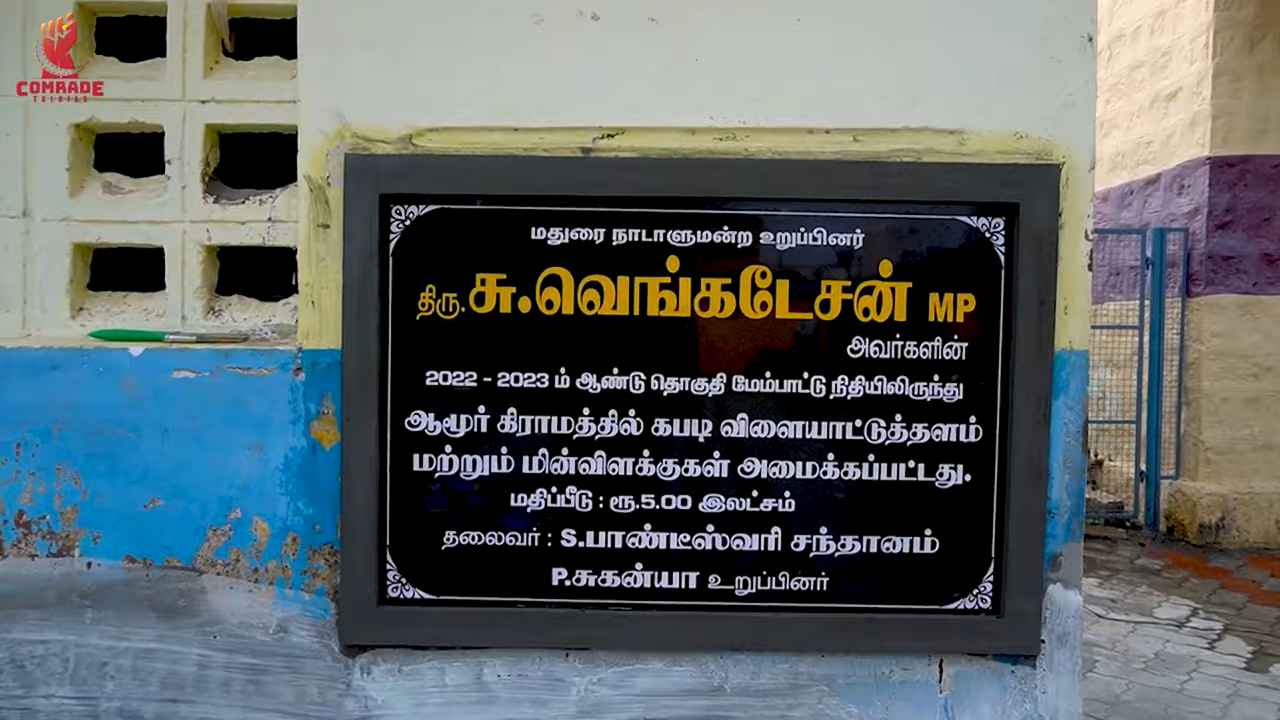 COMRADE
TALKIES
மதுரை நாடாளுமன்ற உறுப்பினர்
திரு.சு.வெங்கடேசன் MP
அவர்களின்
2022 - 2023 ம் ஆண்டு தொகுதி மேம்பாட்டு நிதியிலிருந்து
ஆமூர் கிராமத்தில் கபடி விளையாட்டுத்தளம்
மற்றும் மின்விளக்குகள் அமைக்கப்பட்டது.
மதிப்பீடு : ரூ.5.00 இலட்சம்
தலைவர் : S.பாண்டீஸ்வரி சந்தானம்
P.சுகன்யா உறுப்பினர்